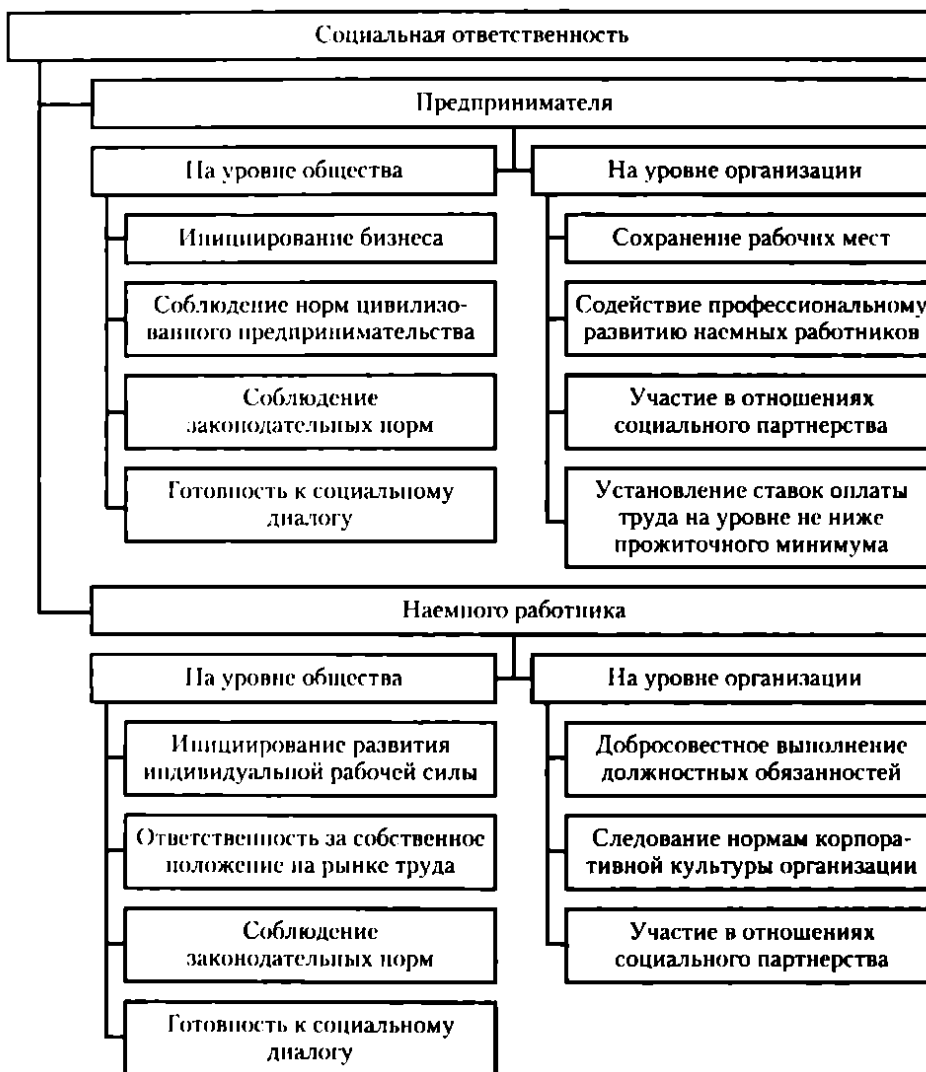 Социальная ответственность
Предпринимателя
На уровне общества
Инициирование бизнеса
Соблюдение норм цивилизо-
ванного предпринимательства
Соблюдение
законодательных норм
Готовность к социальному
диалогу
На уровне организации
Сохранение рабочих мест
Содействие профессиональному
развитию наемных работников
Участие в отношениях
социального партнерства
Установление ставок оплаты
труда на уровне не ниже
прожиточного минимума
Наемного работника
На уровне общества
Инициирование развития
индивидуальной рабочей силы
Ответственность за собственное
положение на рынке труда
Соблюдение
законодательных норм
Готовность к социальному
диалогу
На уровне организации
Добросовестное выполнение
должностных обязанностей
Следование нормам корпора-
тивной культуры организации
Участие в отношениях
социального партнерства